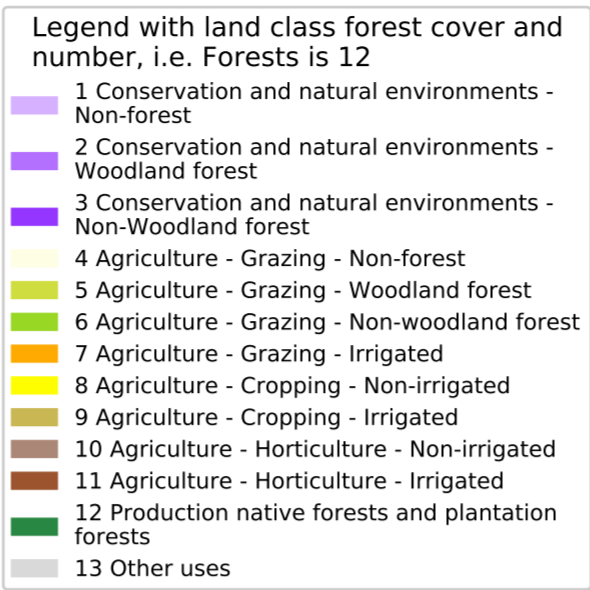 Legend with land class forest cover and
number, i.e. Forests is 12
1 Conservation and natural environments -
Non-forest
2 Conservation and natural environments -
Woodland forest
3 Conservation and natural environments -
Non-Woodland forest
4 Agriculture - Grazing - Non-forest
5 Agriculture - Grazing - Woodland forest
6 Agriculture - Grazing - Non-woodland forest
7 Agriculture - Grazing - Irrigated
8 Agriculture - Cropping - Non-irrigated
9 Agriculture - Cropping - Irrigated
10 Agriculture - Horticulture - Non-irrigated
11 Agriculture - Horticulture - Irrigated
12 Production native forests and plantation
forests
13 Other uses